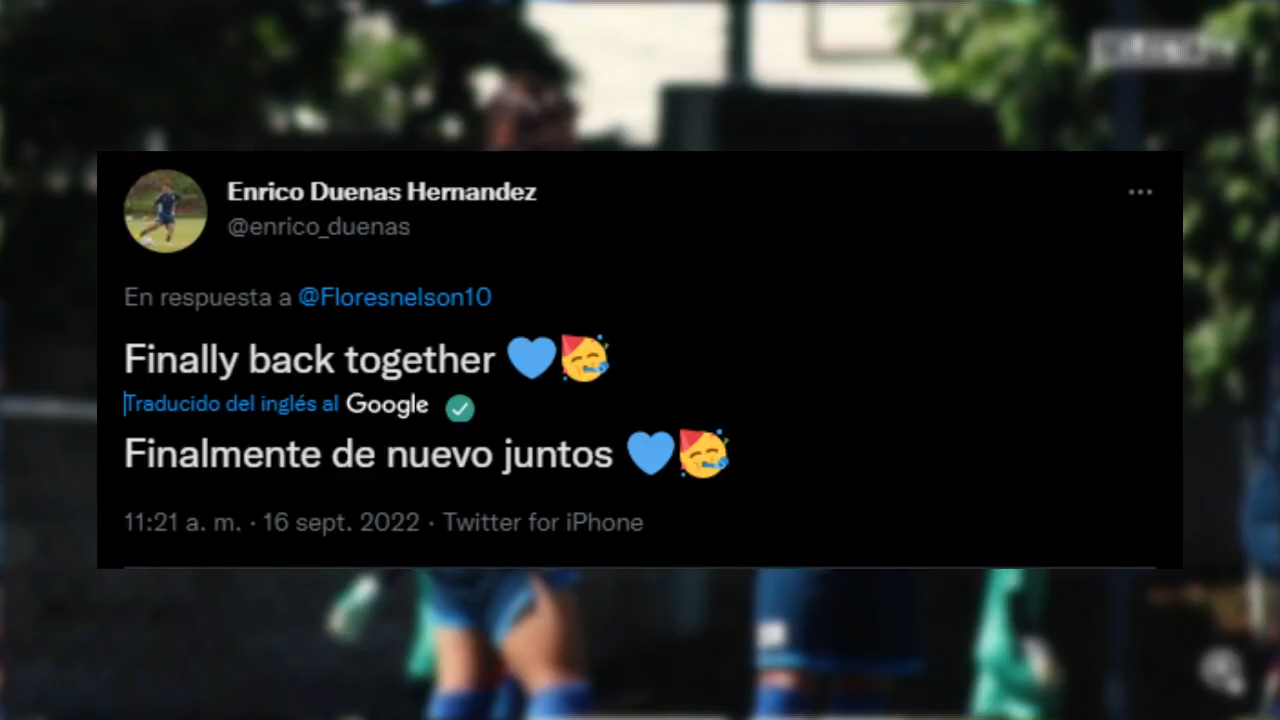 Enrico Duenas Hernandez
@enrico_duenas
En respuesta a @Floresnelson10
Finally back together 💙🥳
Traducido del inglés al Google
Finalmente de nuevo juntos 💙🥳
11:21 a. m. · 16 sept. 2022 · Twitter for iPhone